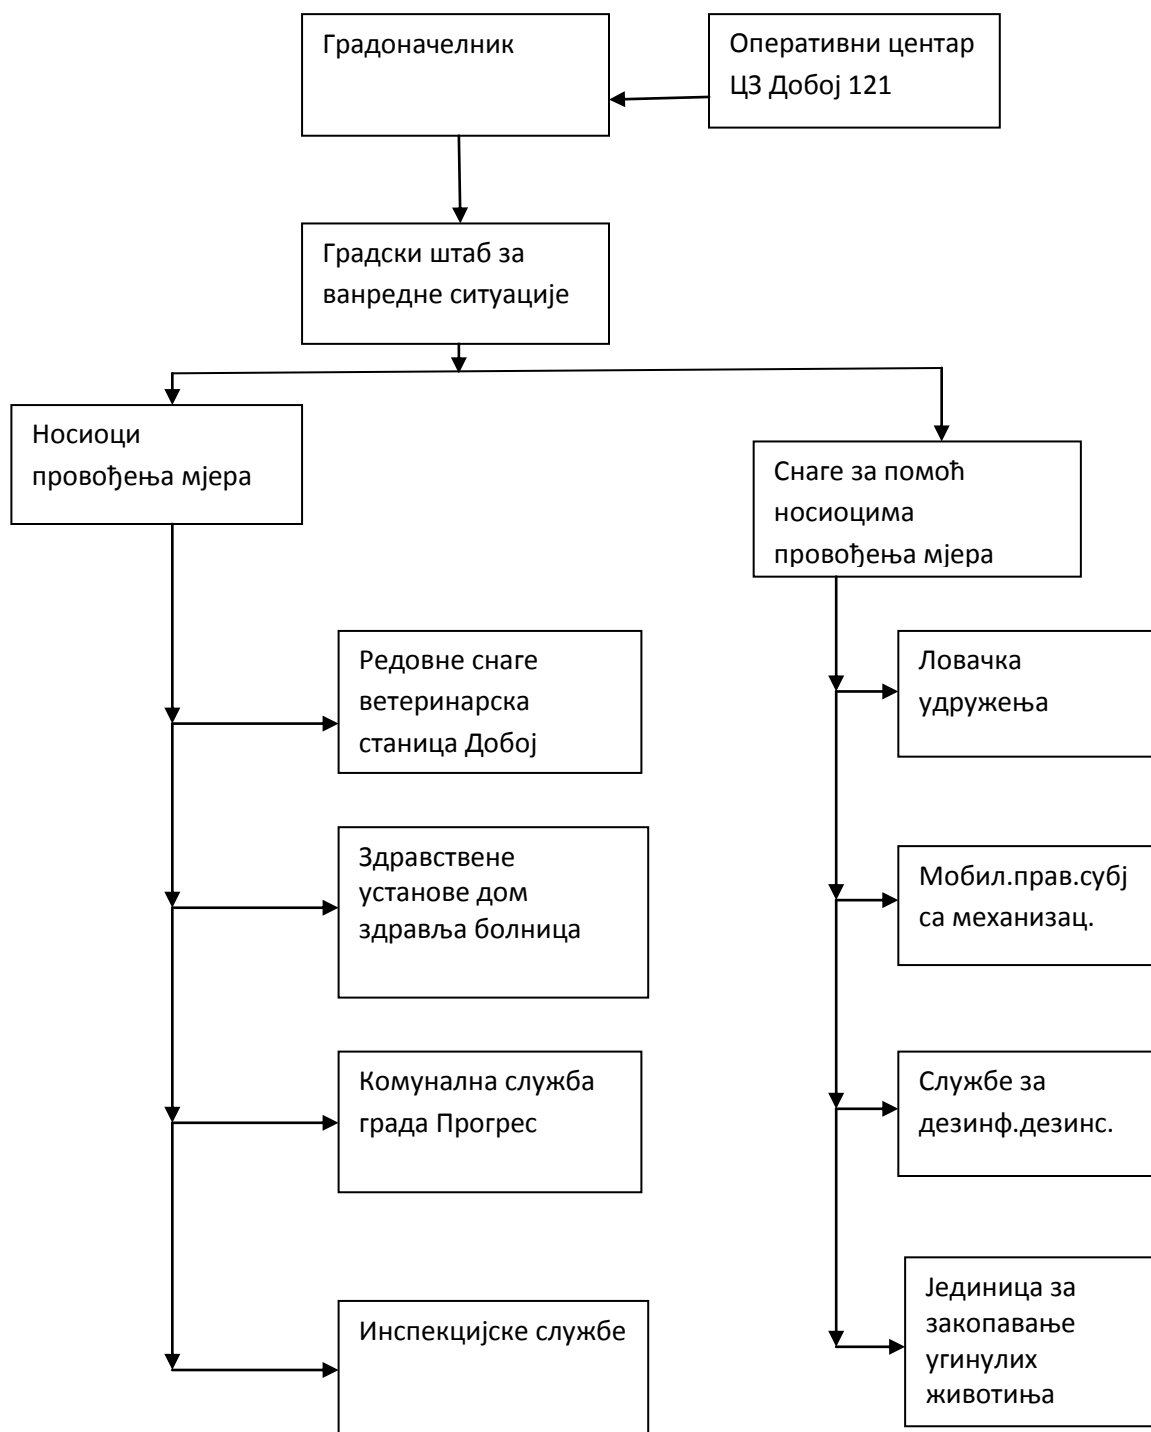 Градоначелник
Оперативни центар
ЦЗ Добој 121
Градски штаб за
ванредне ситуације
Носиоци
провођења мјера
Снаге за помоћ
носиоцима
провођења мјера
Редовне снаге
ветеринарска
станица Добој
Здравствене
установе дом
здравља болница
Комунална служба
града Прогрес
Инспекцијске службе
Ловачка
удружења
Мобил.прав.субј
са механизац.
Службе за
дезинф.дезинс.
Јединица за
закопавање
угинулих
животиња